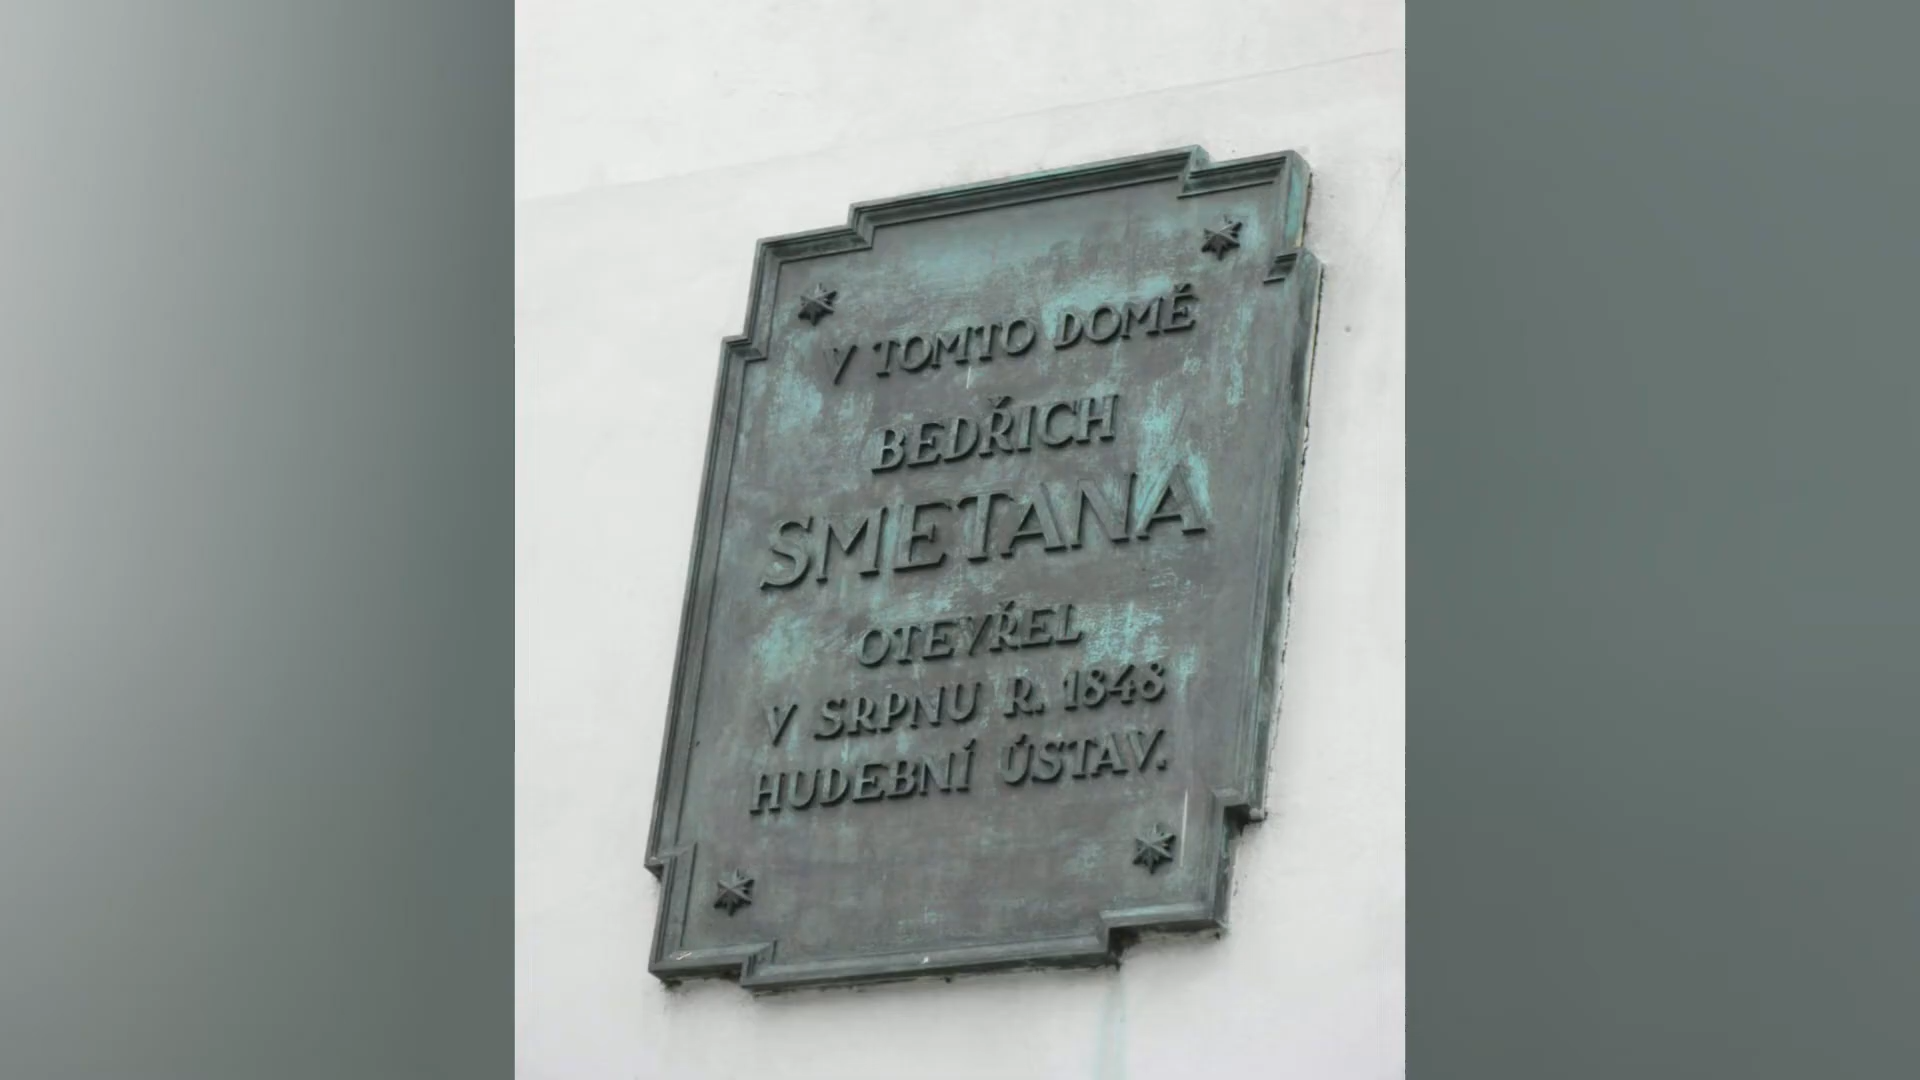 V TOMTO DOMĚ
BEDŘICH
SMETANA
OTEVŘEL
V SRPNU R. 1848
HUDEBNÍ ÚSTAV.